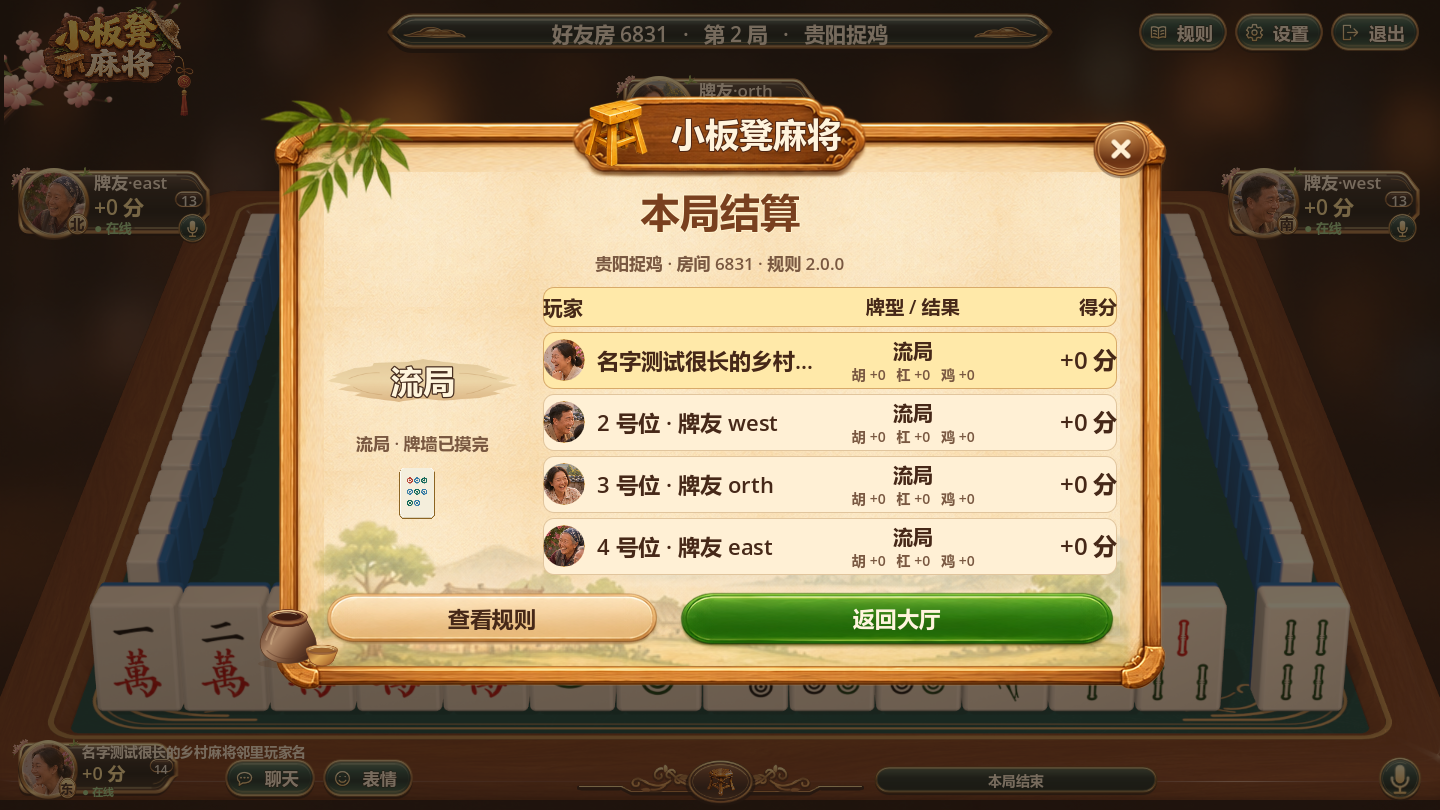 小板凳
麻将
好友房 6831 · 第 2 局 · 贵阳捉鸡
规则
设置
退出
牌友·orth
小板凳麻将
牌友·east
+0 分
13
北
在线
牌友·west
+0 分
13
南
在线
本局结算
贵阳捉鸡 · 房间 6831 · 规则 2.0.0
玩家 牌型 / 结果 得分
名字测试很长的乡村... 流局 +0 分
胡 +0 杠 +0 鸡 +0
2 号位 · 牌友 west 流局 +0 分
胡 +0 杠 +0 鸡 +0
3 号位 · 牌友 orth 流局 +0 分
胡 +0 杠 +0 鸡 +0
4 号位 · 牌友 east 流局 +0 分
胡 +0 杠 +0 鸡 +0
流局
流局 · 牌墙已摸完
查看规则
返回大厅
一 二
萬 萬
名字测试很长的乡村麻将邻里玩家名
+0 分
14
东
在线
聊天
表情
本局结束